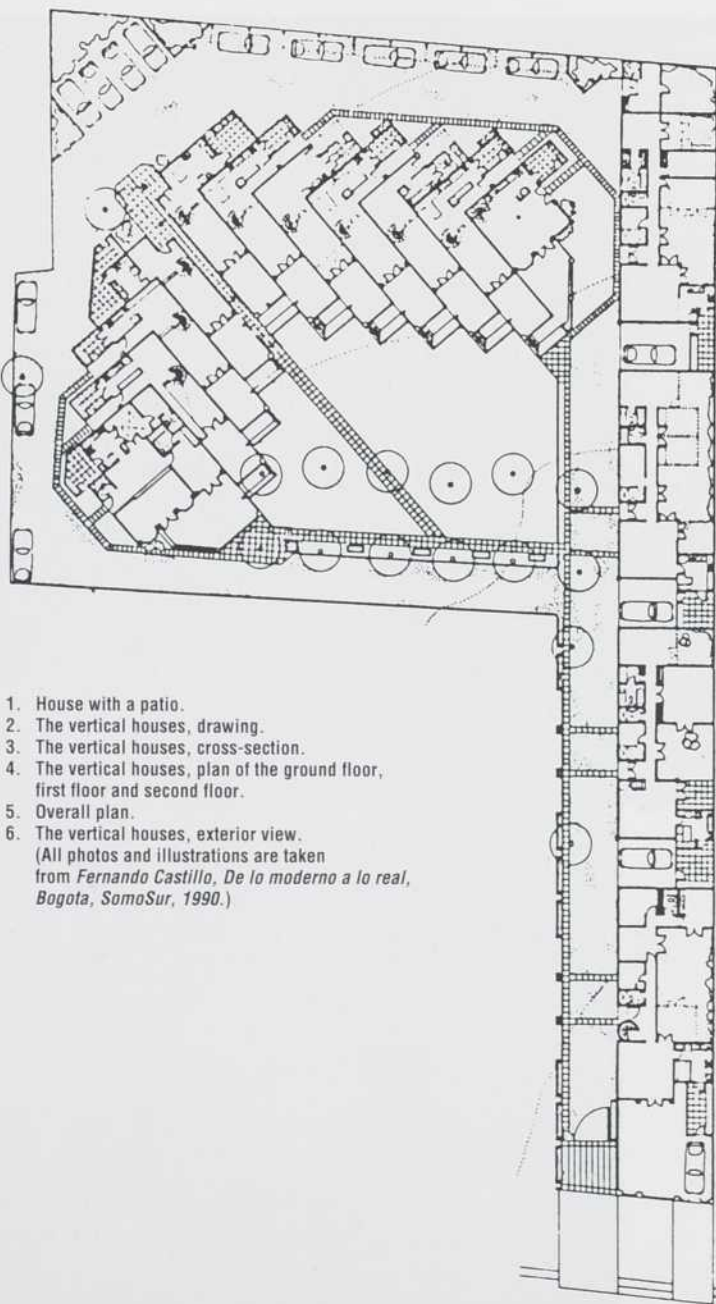 1. House with a patio.
2. The vertical houses, drawing.
3. The vertical houses, cross-section.
4. The vertical houses, plan of the ground floor,
first floor and second floor.
5. Overall plan.
6. The vertical houses, exterior view.
(All photos and illustrations are taken
from Fernando Castillo, De lo moderno a lo real,
Bogota, SomoSur, 1990.)